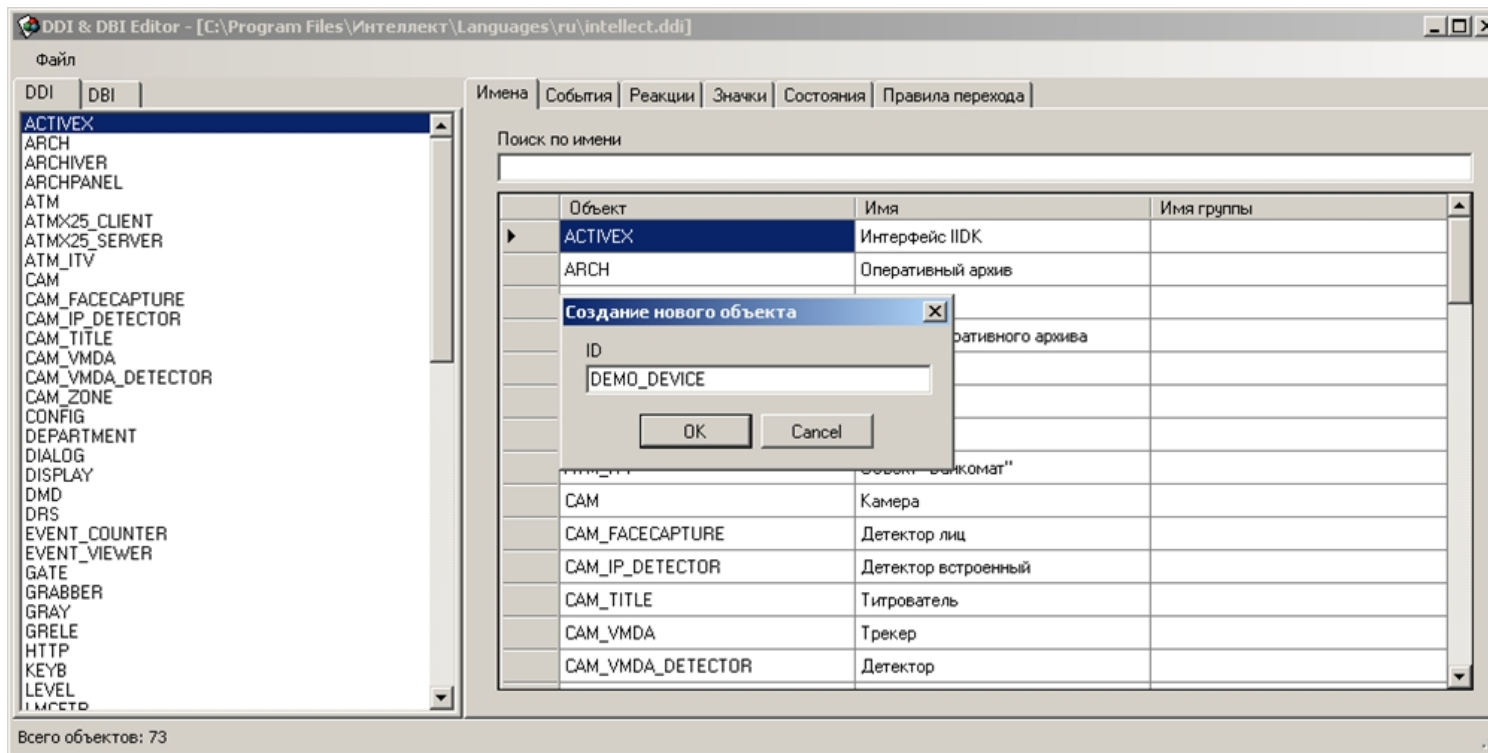 DDI & DBI Editor - [C:\Program Files\Интеллект\Languages\ru\intellect.ddi]
Файл
DDI DBI
ACTIVEX
ARCH
ARCHIVER
ARCHPANEL
ATM
ATMX25_CLIENT
ATMX25_SERVER
ATM_ITV
CAM
CAM_FACECAPTURE
CAM_IP_DETECTOR
CAM_TITLE
CAM_VMDA
CAM_VMDA_DETECTOR
CAM_ZONE
CONFIG
DEPARTMENT
DIALOG
DISPLAY
DMD
DRS
EVENT_COUNTER
EVENT_VIEWER
GATE
GRABBER
GRAY
GRELE
HTTP
KEYB
LEVEL
Имена События Реакции Значки Состояния Правила перехода
Поиск по имени
Объект Имя Имя группы
ACTIVEX Интерфейс IIDK
ARCH Оперативный архив
Создание нового объекта
ID
DEMO_DEVICE
OK Cancel
CAM Камера
CAM_FACECAPTURE Детектор лиц
CAM_IP_DETECTOR Детектор встроенный
CAM_TITLE Титрователь
CAM_VMDA Трекер
CAM_VMDA_DETECTOR Детектор
Всего объектов: 73